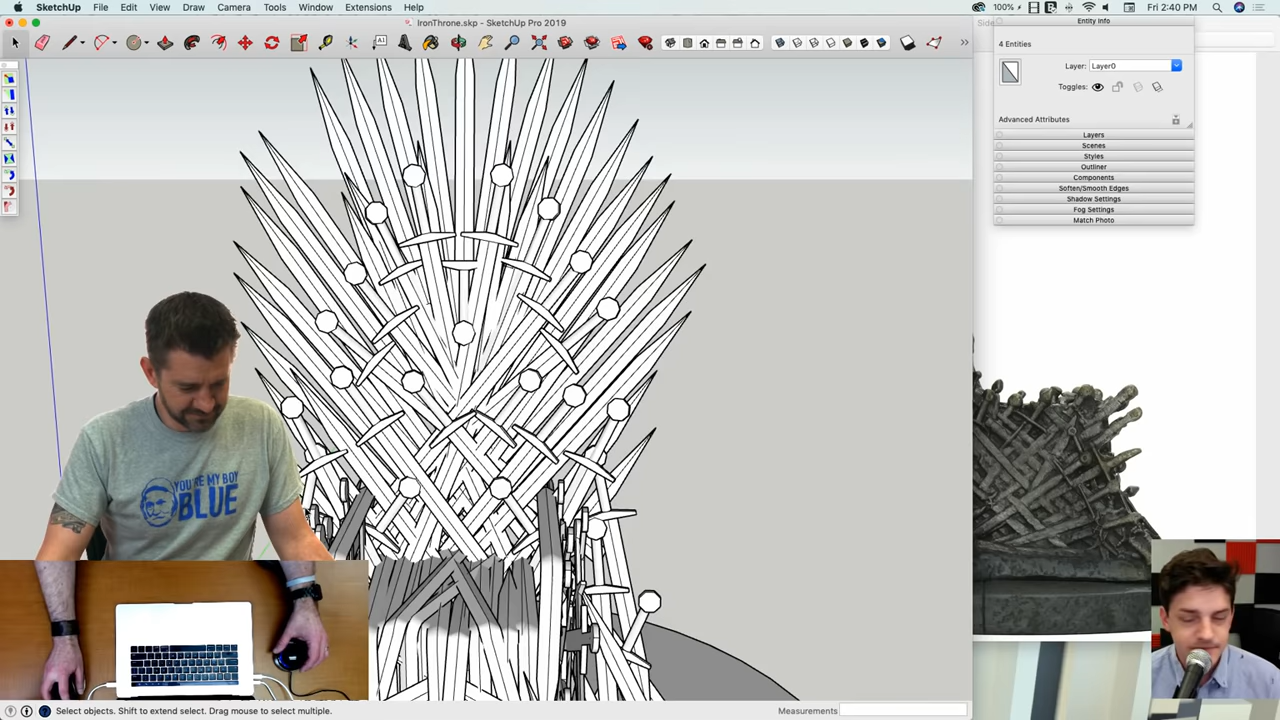 SketchUp File Edit View Draw Camera Tools Window Extensions Help
100% Fri 2:40 PM
IronThrone.skp - SketchUp Pro 2019
Side
Entity Info
4 Entities
Layer: Layer0
Toggles:
Advanced Attributes
Layers
Scenes
Styles
Outliner
Components
Soften/Smooth Edges
Shadow Settings
Fog Settings
Match Photo
YOU'RE MY BOY
BLUE
Select objects. Shift to extend select. Drag mouse to select multiple.
Measurements